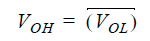 V_OH = \overline{(V_OL)}